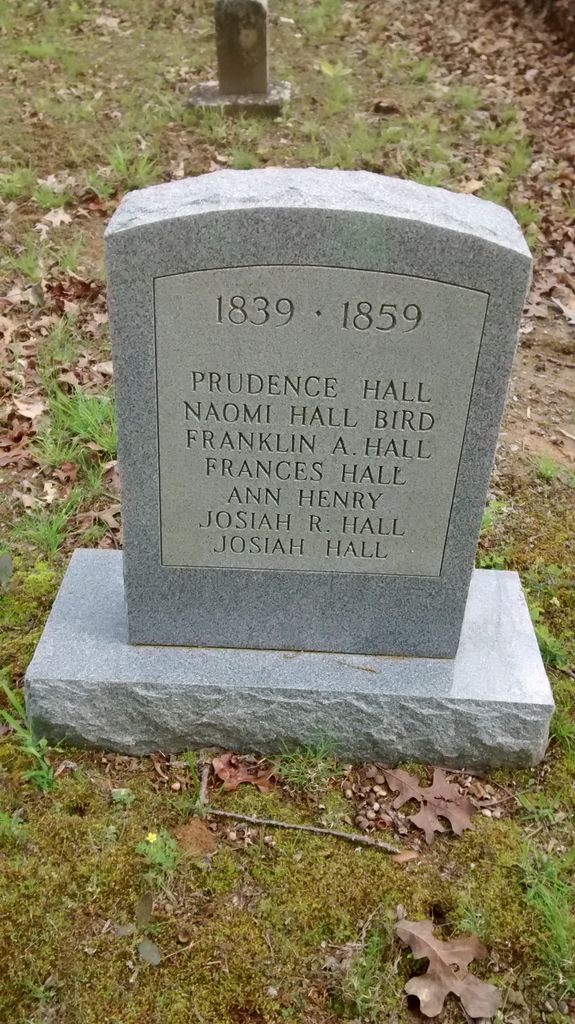 1839 · 1859
PRUDENCE HALL
NAOMI HALL BIRD
FRANKLIN A. HALL
FRANCES HALL
ANN HENRY
JOSIAH R. HALL
JOSIAH HALL